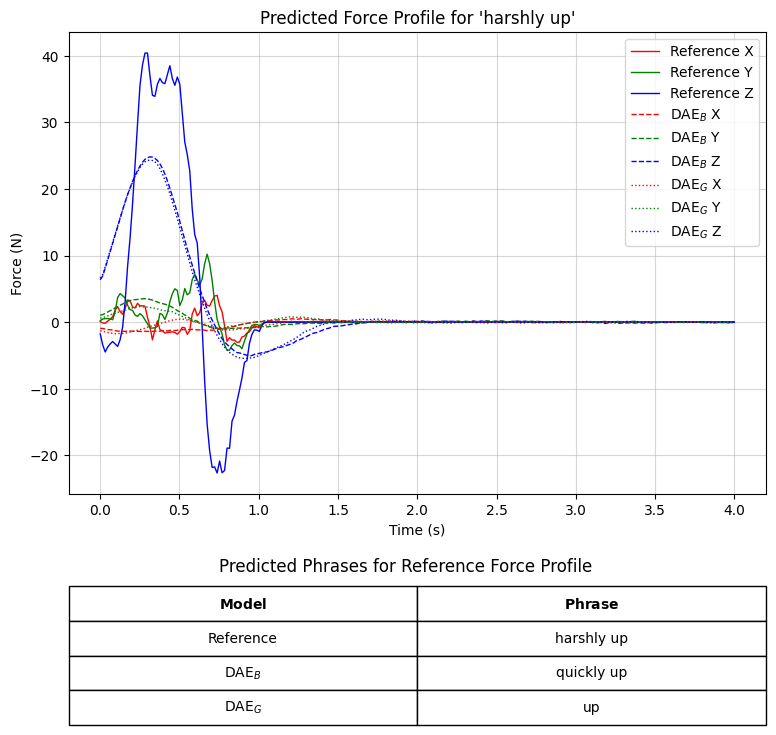 Predicted Force Profile for 'harshly up'
Force (N)
40
30
20
10
0
−10
−20
Reference X
Reference Y
Reference Z
DAE_B X
DAE_B Y
DAE_B Z
DAE_G X
DAE_G Y
DAE_G Z
0.0 0.5 1.0 1.5 2.0 2.5 3.0 3.5 4.0
Time (s)
Predicted Phrases for Reference Force Profile
Model Phrase
Reference harshly up
DAE_B quickly up
DAE_G up